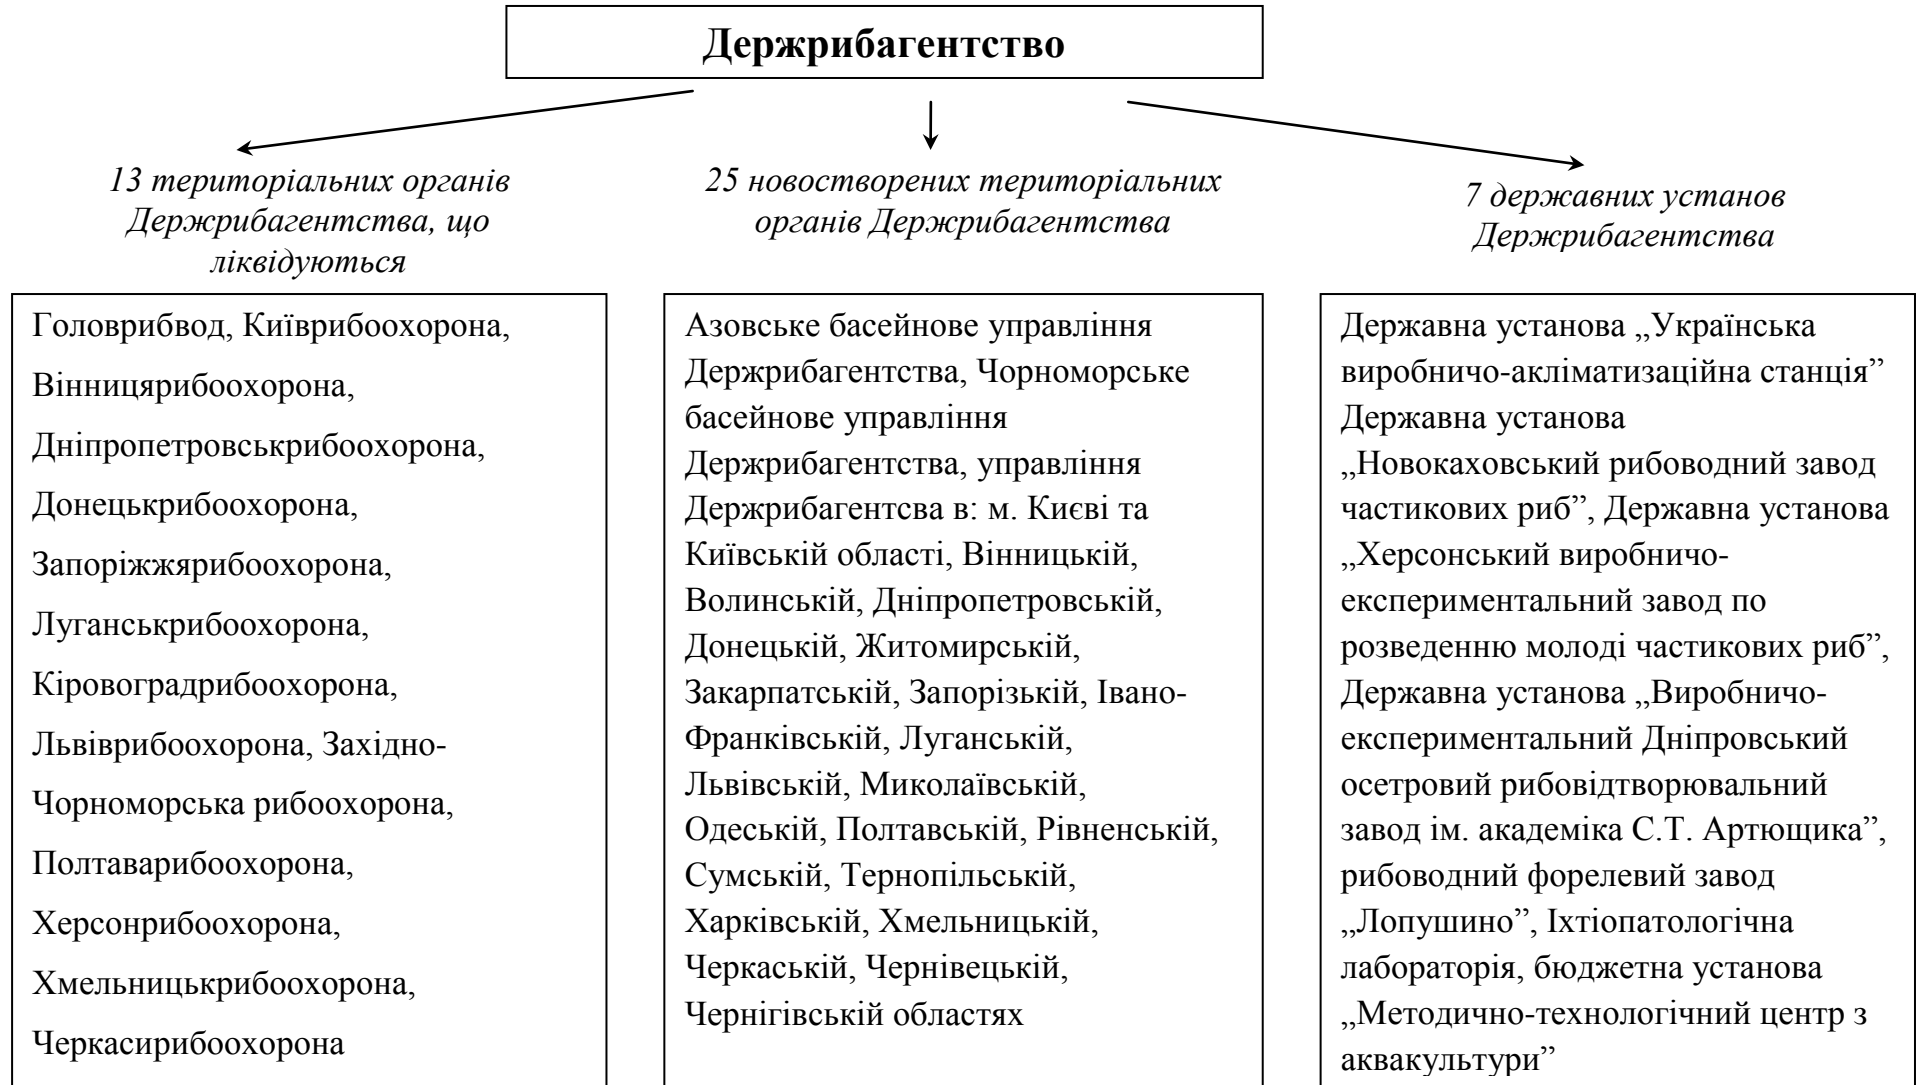 Держрибагентство
13 територіальних органів
Держрибагентства, що
ліквідуються
25 новостворених територіальних
органів Держрибагентства
7 державних установ
Держрибагентства
Головрибвод, Київрибоохорона,
Вінницярибоохорона,
Дніпропетровськрибоохорона,
Донецькрибоохорона,
Запоріжжярибоохорона,
Луганськрибоохорона,
Кіровоградрибоохорона,
Львіврибоохорона, Західно-
Чорноморська рибоохорона,
Полтаварибоохорона,
Херсонрибоохорона,
Хмельницькрибоохорона,
Черкасирибоохорона
Азовське басейнове управління
Держрибагентства, Чорноморське
басейнове управління
Держрибагентства, управління
Держрибагентсва в: м. Києві та
Київській області, Вінницькій,
Волинській, Дніпропетровській,
Донецькій, Житомирській,
Закарпатській, Запорізькій, Івано-
Франківській, Луганській,
Львівській, Миколаївській,
Одеській, Полтавській, Рівненській,
Сумській, Тернопільській,
Харківській, Хмельницькій,
Черкаській, Чернівецькій,
Чернігівській областях
Державна установа „Українська
виробничо-акліматизаційна станція”
Державна установа
„Новокаховський рибоводний завод
частикових риб”, Державна установа
„Херсонський виробничо-
експериментальний завод по
розведенню молоді частикових риб”,
Державна установа „Виробничо-
експериментальний Дніпровський
осетровий рибовідтворювальний
завод ім. академіка С.Т. Артющика”,
рибоводний форелевий завод
„Лопушино”, Іхтіопатологічна
лабораторія, бюджетна установа
„Методично-технологічний центр з
аквакультури”